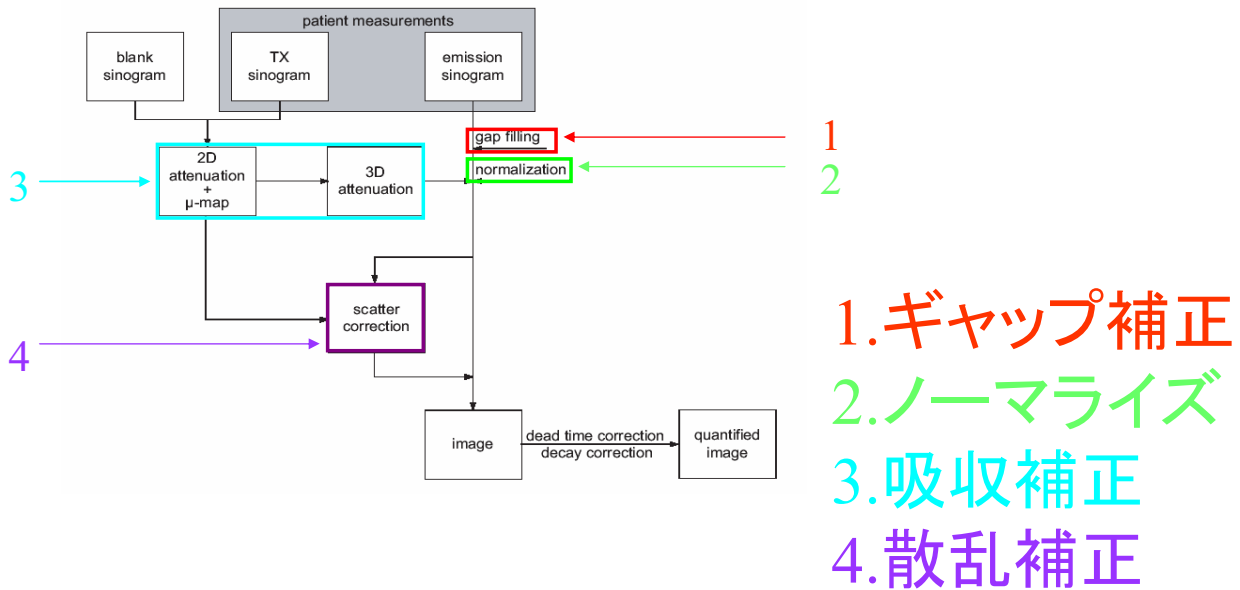 patient measurements
blank
sinogram
TX
sinogram
emission
sinogram
gap filling
1
normalization
2
3
2D
attenuation
+
μ-map
3D
attenuation
scatter
correction
4
image
dead time correction
decay correction
quantified
image
1.ギャップ補正
2.ノーマライズ
3.吸収補正
4.散乱補正